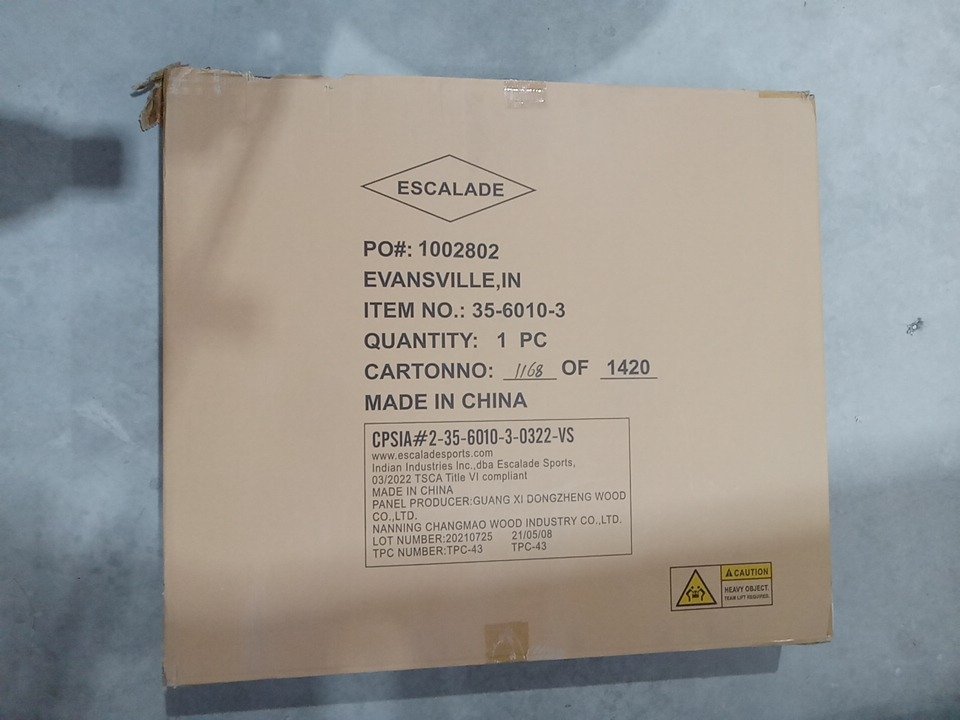 ESCALADE
PO#: 1002802
EVANSVILLE,IN
ITEM NO.: 35-6010-3
QUANTITY: 1 PC
CARTONNO: 1168 OF 1420
MADE IN CHINA
CPSIA#2-35-6010-3-0322-VS
www.escaladesports.com
Indian Industries Inc.,dba Escalade Sports,
03/2022 TSCA Title VI compliant
MADE IN CHINA
PANEL PRODUCER:GUANG XI DONGZHENG WOOD
CO.,LTD.
NANNING CHANGMAO WOOD INDUSTRY CO.,LTD.
LOT NUMBER:20210725 21/05/08
TPC NUMBER:TPC-43 TPC-43
CAUTION
HEAVY OBJECT.
TEAM LIFT REQUIRED.